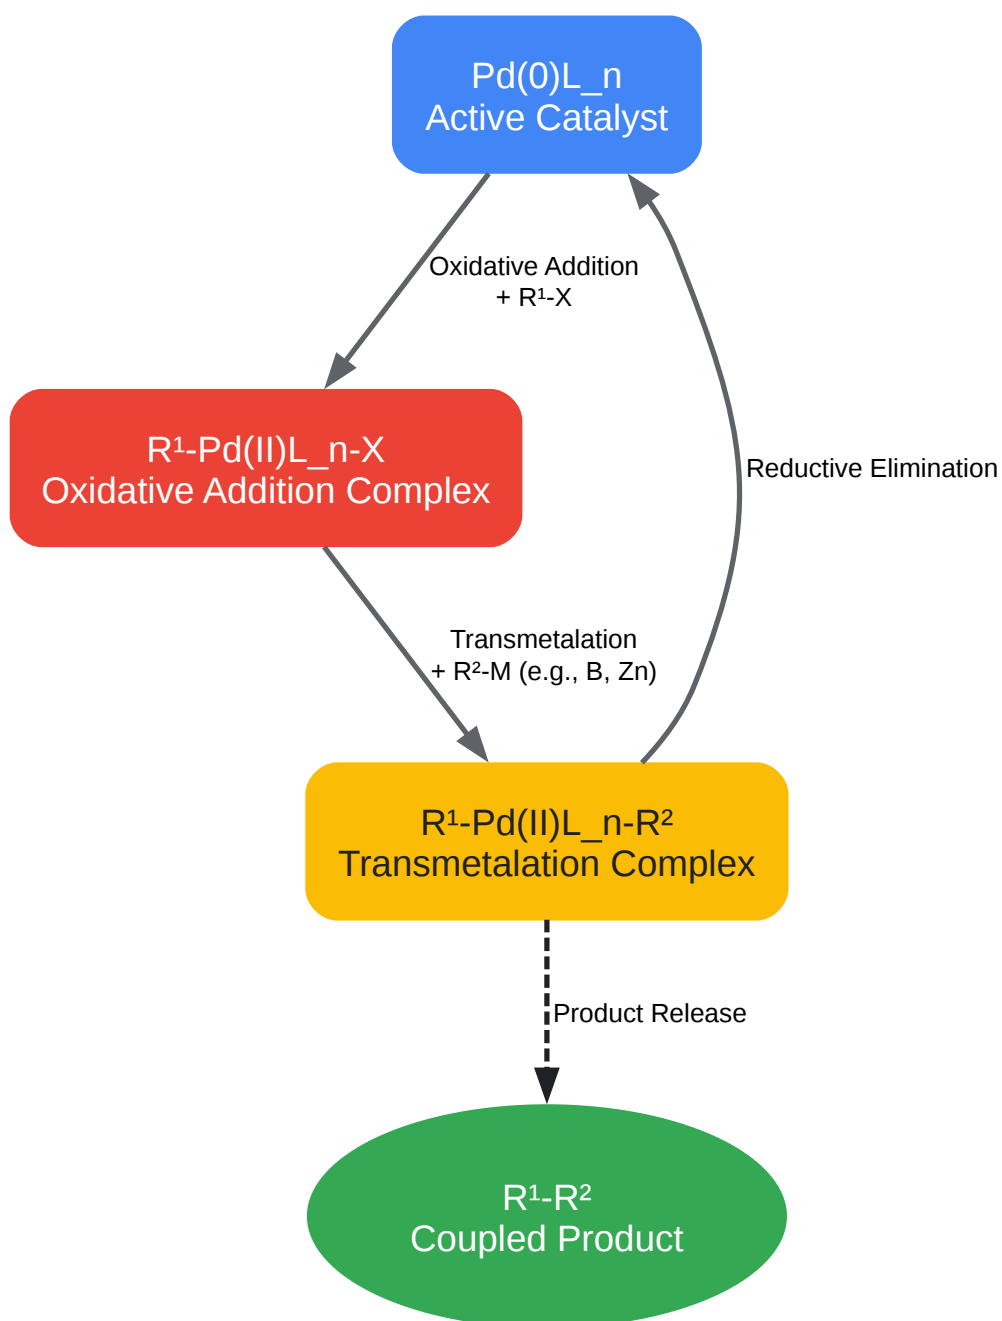 Pd(0)L_n
Active Catalyst
Oxidative Addition
+ R¹-X
R¹-Pd(II)L_n-X
Oxidative Addition Complex
Reductive Elimination
Transmetalation
+ R²-M (e.g., B, Zn)
R¹-Pd(II)L_n-R²
Transmetalation Complex
Product Release
R¹-R²
Coupled Product